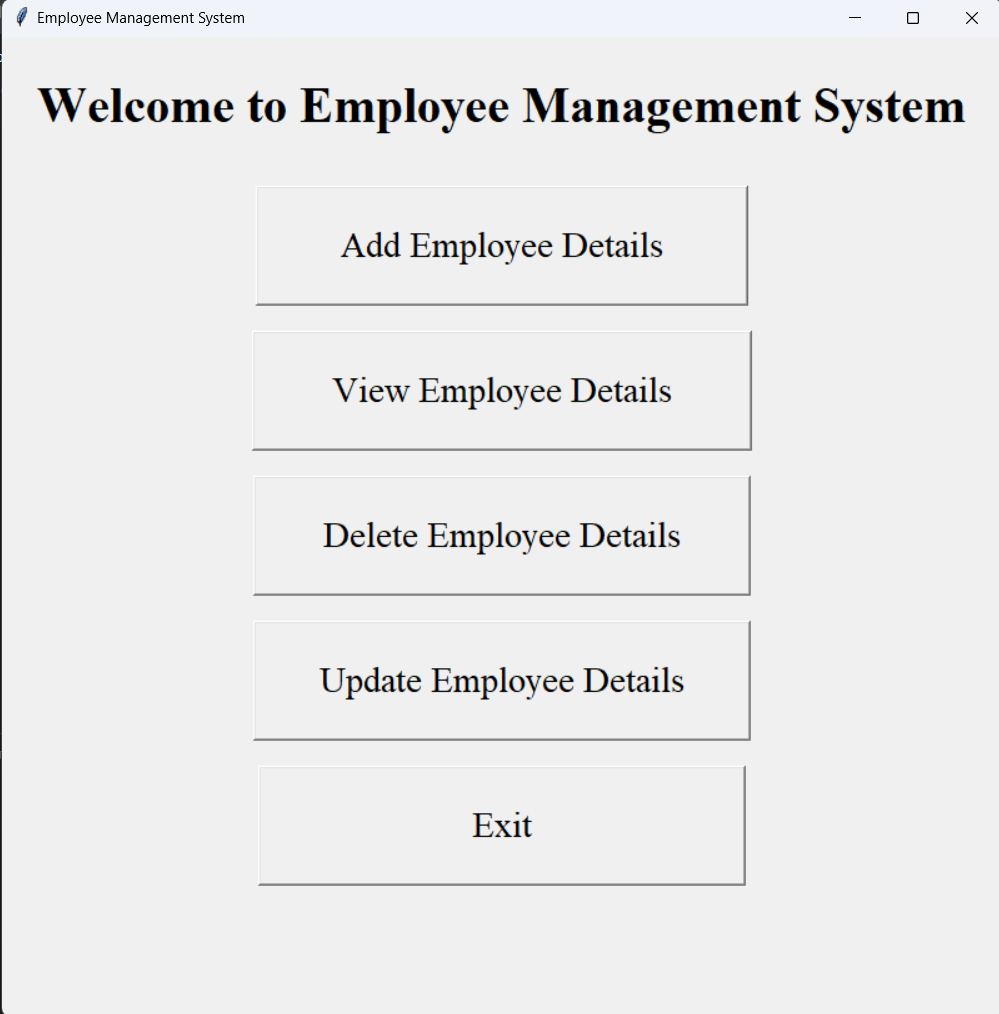 Employee Management System
Welcome to Employee Management System
Add Employee Details
View Employee Details
Delete Employee Details
Update Employee Details
Exit